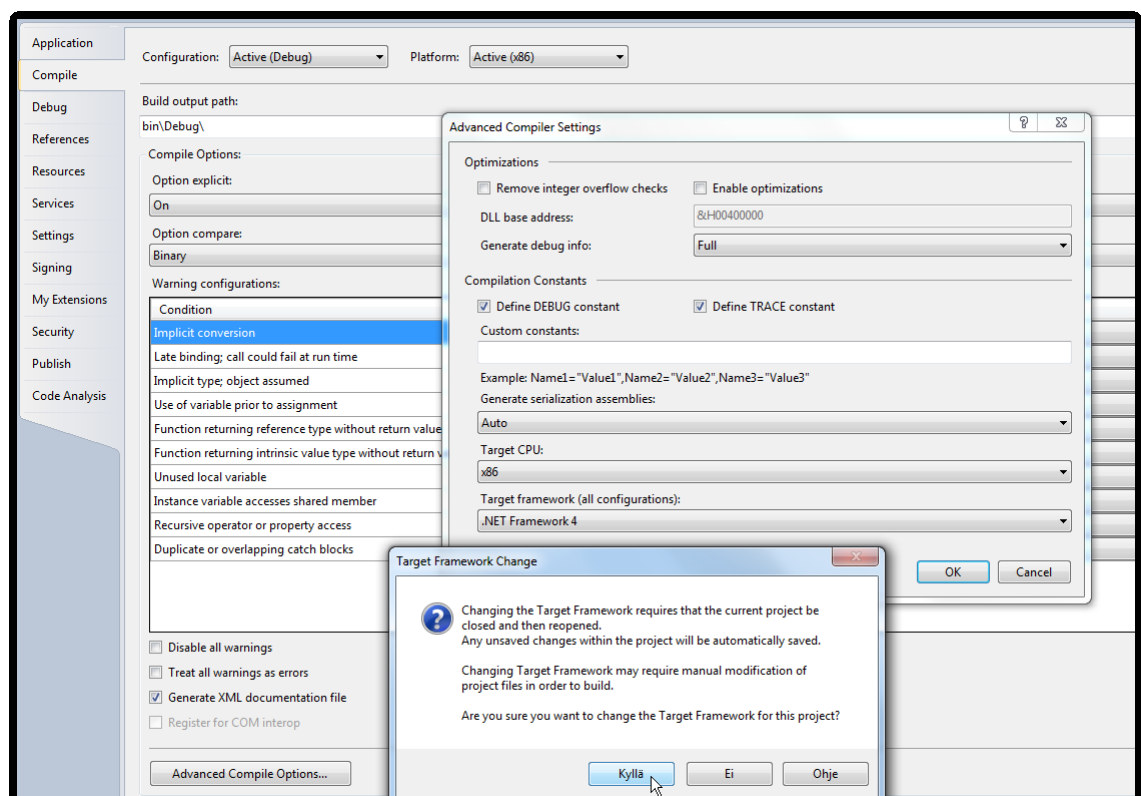 Application
Compile
Debug
References
Resources
Services
Settings
Signing
My Extensions
Security
Publish
Code Analysis
Configuration: Active (Debug) Platform: Active (x86)
Build output path:
bin\Debug\
Compile Options:
Option explicit:
On
Option compare:
Binary
Warning configurations:
Condition
Implicit conversion
Late binding; call could fail at run time
Implicit type; object assumed
Use of variable prior to assignment
Function returning reference type without return value
Function returning intrinsic value type without return
Unused local variable
Instance variable accesses shared member
Recursive operator or property access
Duplicate or overlapping catch blocks
Disable all warnings
Treat all warnings as errors
Generate XML documentation file
Register for COM interop
Advanced Compile Options...
Advanced Compiler Settings
Optimizations
Remove integer overflow checks Enable optimizations
DLL base address: &H00400000
Generate debug info: Full
Compilation Constants
Define DEBUG constant Define TRACE constant
Custom constants:
Example: Name1="Value1",Name2="Value2",Name3="Value3"
Generate serialization assemblies:
Auto
Target CPU:
x86
Target framework (all configurations):
.NET Framework 4
OK Cancel
Target Framework Change
Changing the Target Framework requires that the current project be
closed and then reopened.
Any unsaved changes within the project will be automatically saved.
Changing Target Framework may require manual modification of
project files in order to build.
Are you sure you want to change the Target Framework for this project?
Kyllä Ei Ohje